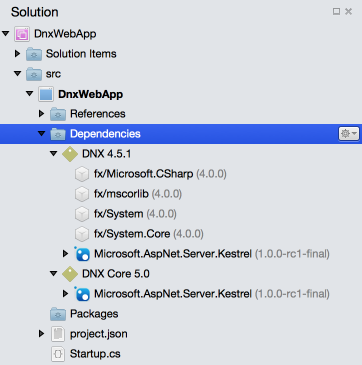 Solution
DnxWebApp
Solution Items
src
DnxWebApp
References
Dependencies
DNX 4.5.1
fx/Microsoft.CSharp (4.0.0)
fx/mscorlib (4.0.0)
fx/System (4.0.0)
fx/System.Core (4.0.0)
Microsoft.AspNet.Server.Kestrel (1.0.0-rc1-final)
DNX Core 5.0
Microsoft.AspNet.Server.Kestrel (1.0.0-rc1-final)
Packages
project.json
Startup.cs